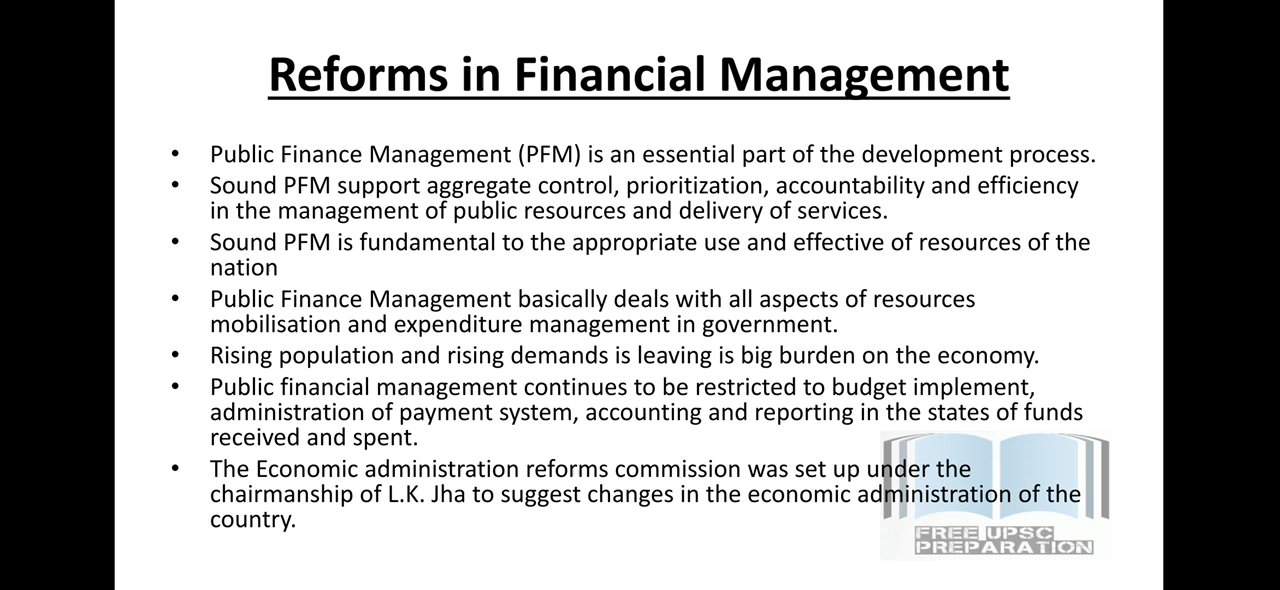 Reforms in Financial Management
• Public Finance Management (PFM) is an essential part of the development process.
• Sound PFM support aggregate control, prioritization, accountability and efficiency
in the management of public resources and delivery of services.
• Sound PFM is fundamental to the appropriate use and effective of resources of the
nation
• Public Finance Management basically deals with all aspects of resources
mobilisation and expenditure management in government.
• Rising population and rising demands is leaving is big burden on the economy.
• Public financial management continues to be restricted to budget implement,
administration of payment system, accounting and reporting in the states of funds
received and spent.
• The Economic administration reforms commission was set up under the
chairmanship of L.K. Jha to suggest changes in the economic administration of the
country.
FREE UPSC
PREPARATION